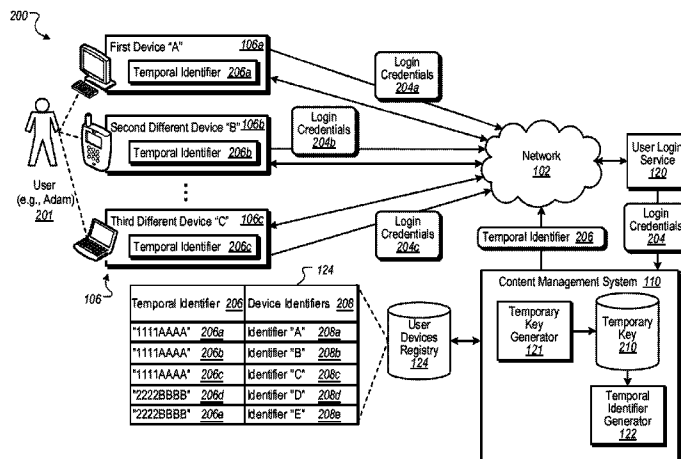 200
First Device "A" 106a
Temporal Identifier 206a
Second Different Device "B" 106b
Temporal Identifier 206b
Third Different Device "C" 106c
Temporal Identifier 206c
User
(e.g., Adam)
201
106
Login
Credentials
204a
Login
Credentials
204b
Login
Credentials
204c
Network
102
User Login
Service
120
Login
Credentials
204
Temporal Identifier 206
Content Management System 110
Temporary
Key
Generator
121
Temporary
Key
210
Temporal Identifier
Generator
122
User
Devices
Registry
124
124
Temporal Identifier 206 Device Identifiers 208
"1111AAAA" 206a Identifier "A" 208a
"1111AAAA" 206b Identifier "B" 208b
"1111AAAA" 206c Identifier "C" 208c
"2222BBBB" 206d Identifier "D" 208d
"2222BBBB" 206e Identifier "E" 208e